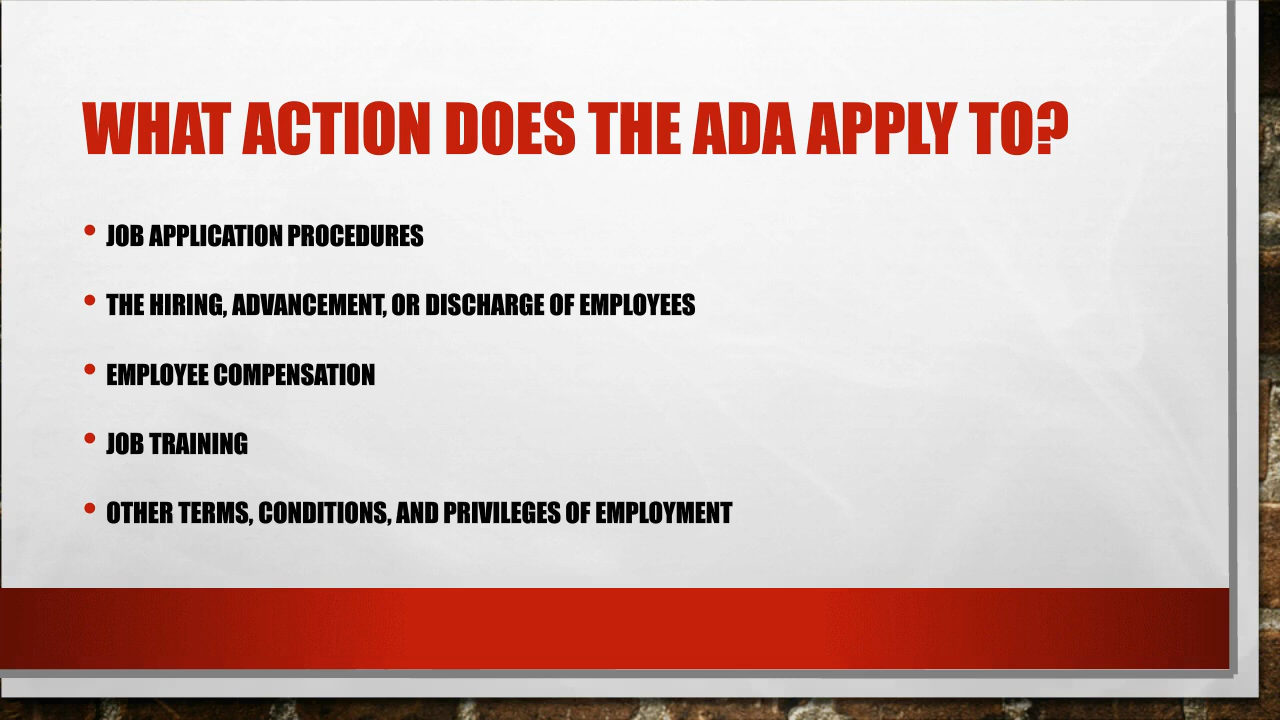 WHAT ACTION DOES THE ADA APPLY TO?
• JOB APPLICATION PROCEDURES
• THE HIRING, ADVANCEMENT, OR DISCHARGE OF EMPLOYEES
• EMPLOYEE COMPENSATION
• JOB TRAINING
• OTHER TERMS, CONDITIONS, AND PRIVILEGES OF EMPLOYMENT